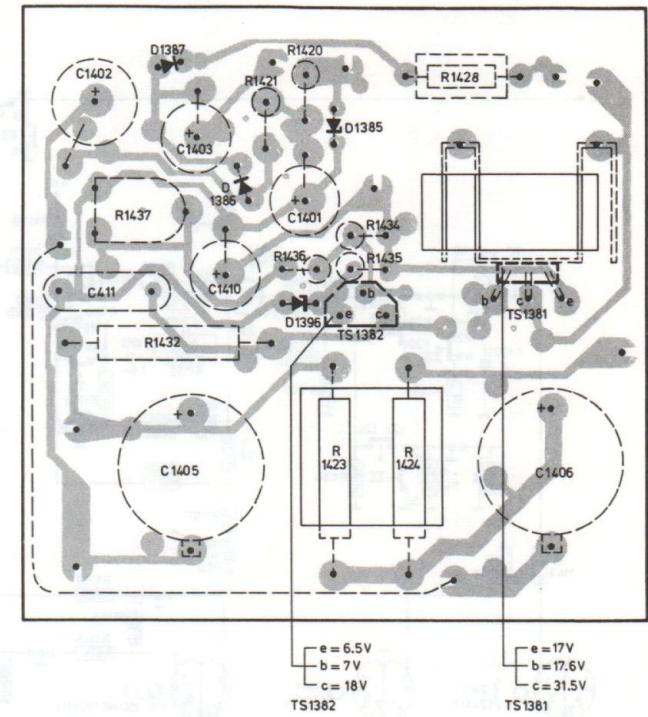 D1387
R1420
C1402
+
R1421
R1428
+
C1403
D1385
D
1386
R1437
C1401
+
R1434
R1436
R1435
C1410
+
C411
b
b
c
e
D1396
e
c
TS1381
TS1382
R1432
+
+
R
1423
R
1424
C1405
C1406
e = 6.5V
b = 7V
c = 18V
TS1382
e = 17V
b = 17.6V
c = 31.5V
TS1381